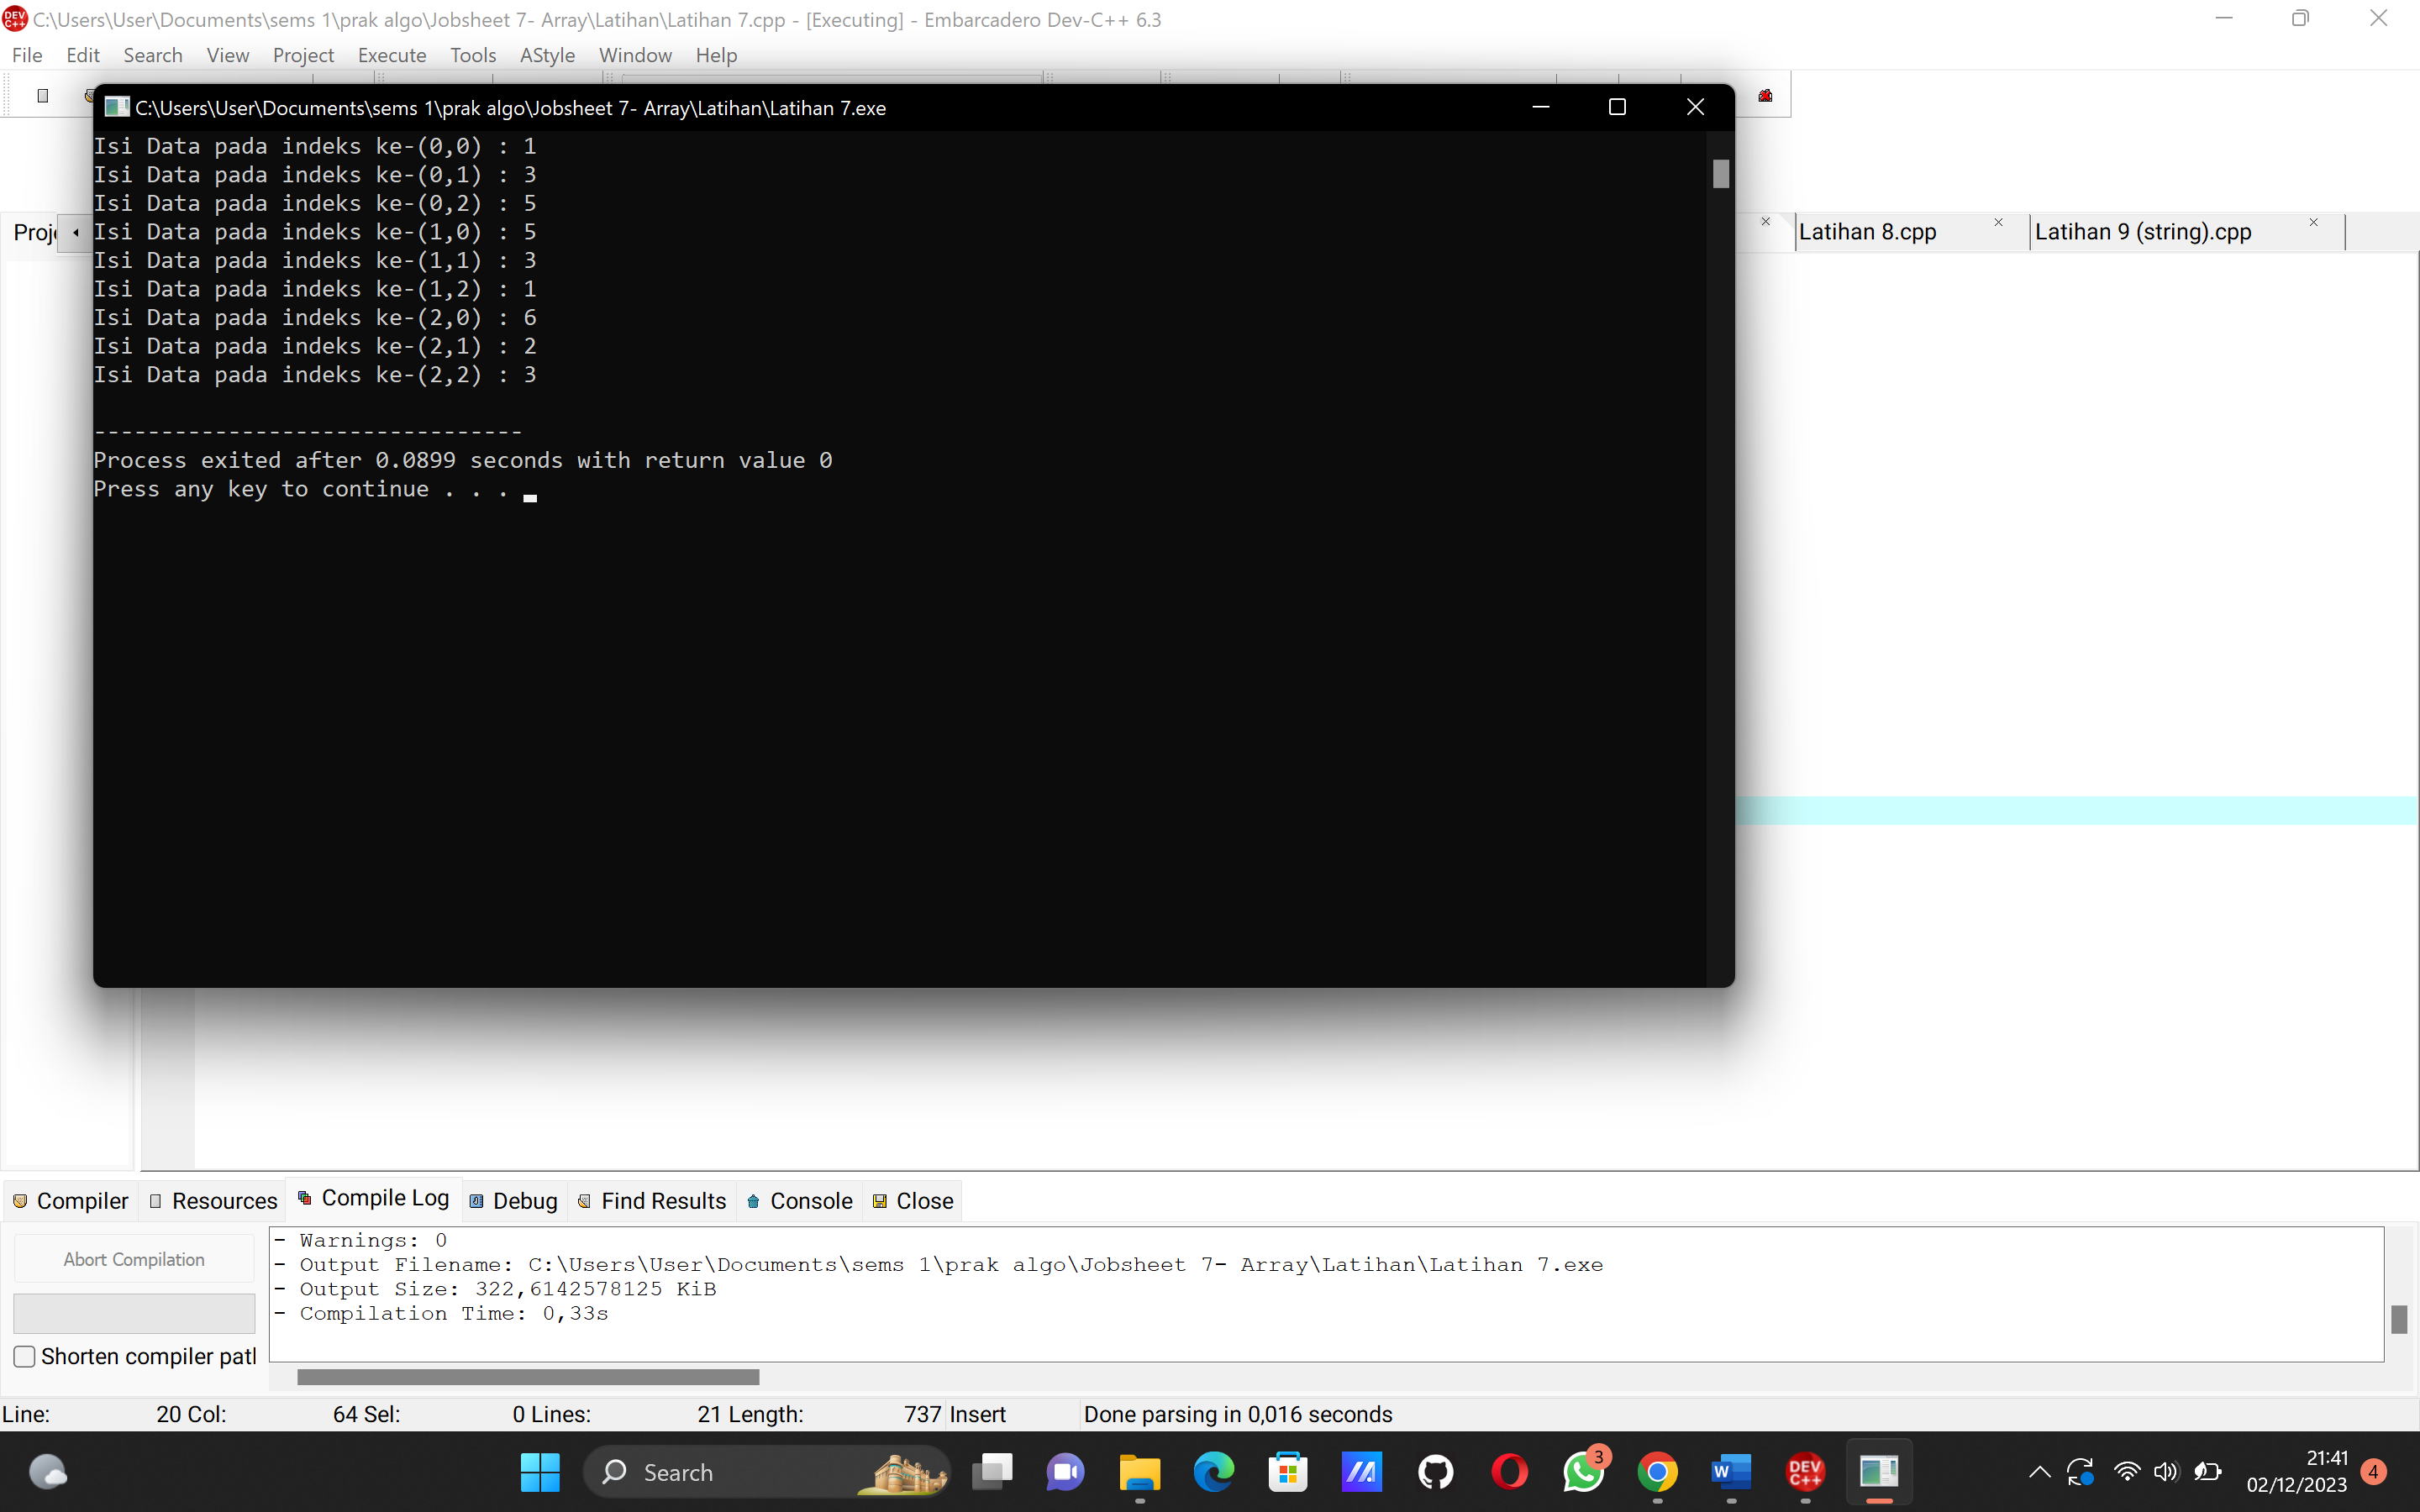 C:\Users\User\Documents\sems 1\prak algo\Jobsheet 7- Array\Latihan\Latihan 7.cpp - [Executing] - Embarcadero Dev-C++ 6.3
File Edit Search View Project Execute Tools AStyle Window Help
C:\Users\User\Documents\sems 1\prak algo\Jobsheet 7- Array\Latihan\Latihan 7.exe
Isi Data pada indeks ke-(0,0) : 1
Isi Data pada indeks ke-(0,1) : 3
Isi Data pada indeks ke-(0,2) : 5
Isi Data pada indeks ke-(1,0) : 5
Isi Data pada indeks ke-(1,1) : 3
Isi Data pada indeks ke-(1,2) : 1
Isi Data pada indeks ke-(2,0) : 6
Isi Data pada indeks ke-(2,1) : 2
Isi Data pada indeks ke-(2,2) : 3
--------------------------------
Process exited after 0.0899 seconds with return value 0
Press any key to continue . . .
Proj
Latihan 8.cpp Latihan 9 (string).cpp
Compiler Resources Compile Log Debug Find Results Console Close
Abort Compilation
Shorten compiler pat
- Warnings: 0
- Output Filename: C:\Users\User\Documents\sems 1\prak algo\Jobsheet 7- Array\Latihan\Latihan 7.exe
- Output Size: 322,6142578125 KiB
- Compilation Time: 0,33s
Line: 20 Col: 64 Sel: 0 Lines: 21 Length: 737 Insert Done parsing in 0,016 seconds
Search
3
W
DEV C++
21:41
02/12/2023
4